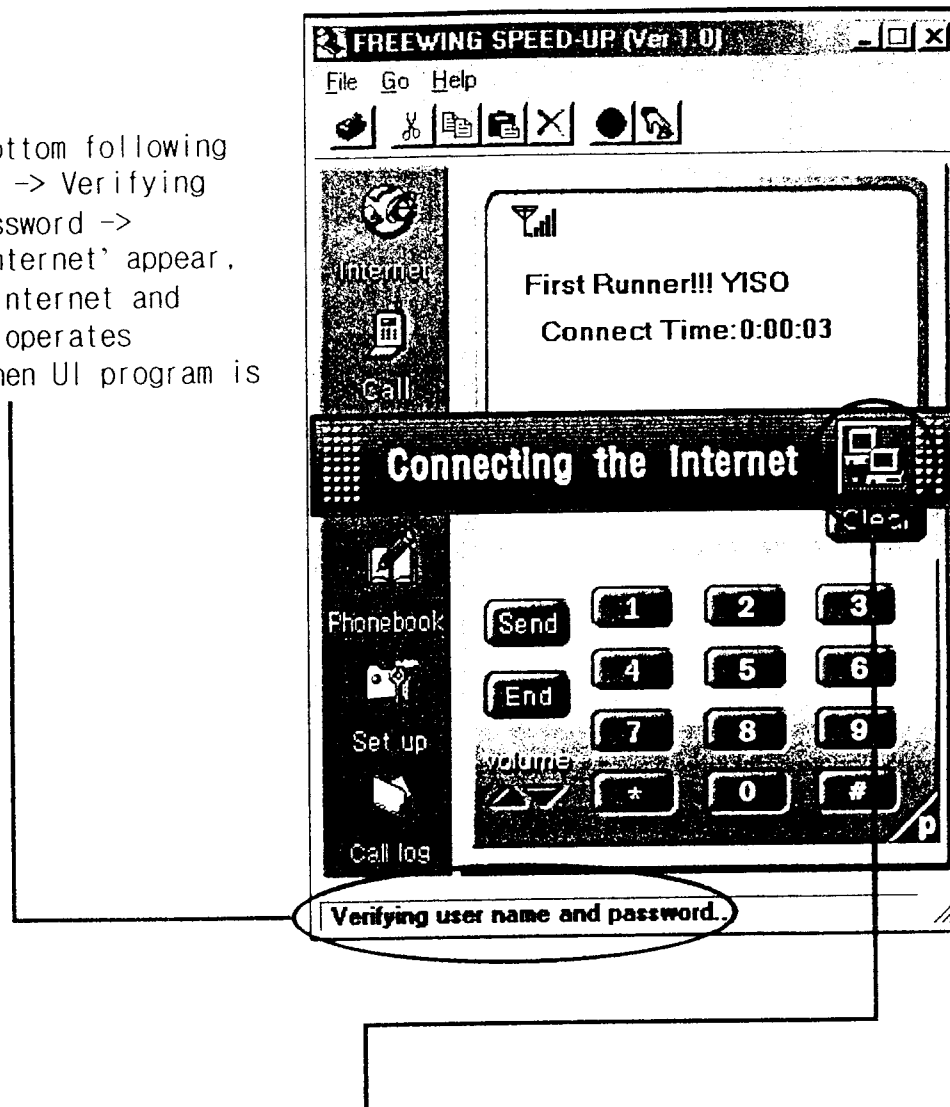 ottom following
-> Verifying
ssword ->
nternet' appear,
nternet and
operates
hen UI program is
FREEWING SPEED-UP (Ver 1.0)
File Go Help
Internet
Call
First Runner!!! YISO
Connect Time:0:00:03
Connecting the Internet
Clear
Phonebook
Set up
Call log
Send
End
volume
1 2 3
4 5 6
7 8 9
* 0 #
p
Verifying user name and password..